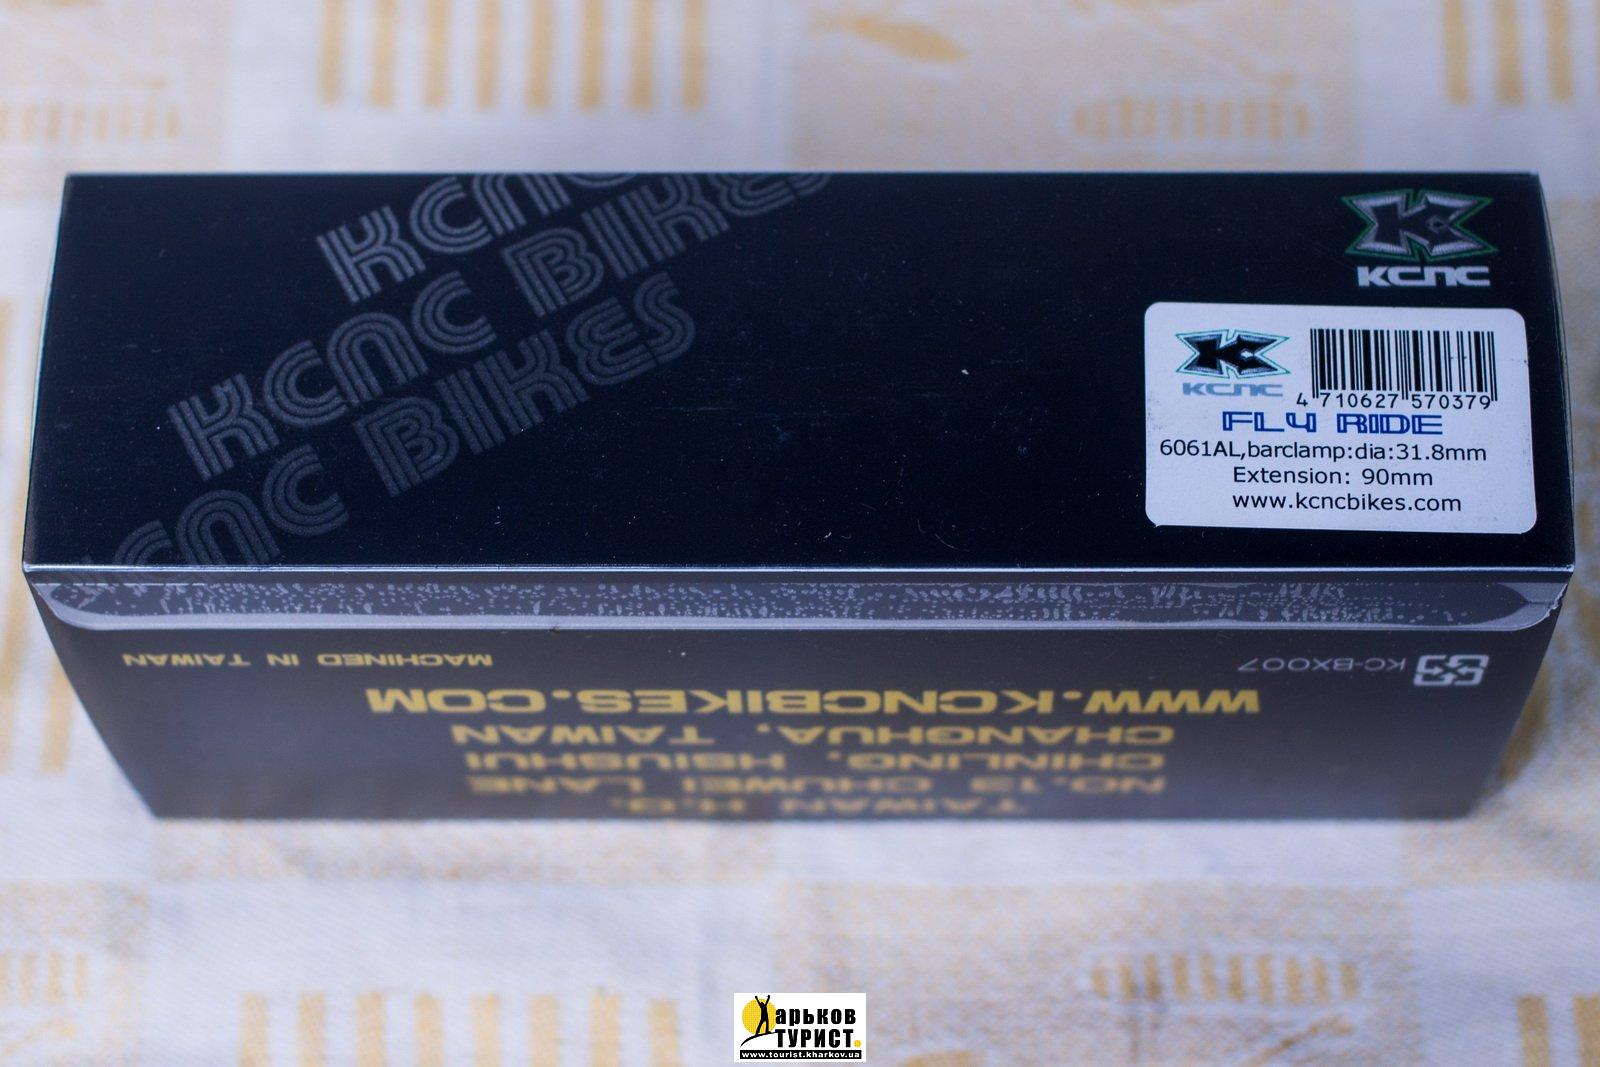 KCNC
KCNC BIKES
KCNC BIKES
KCNC
KCNC
4 710627 570379
FLY RIDE
6061AL,barclamp:dia:31.8mm
Extension: 90mm
www.kcncbikes.com
TAIWAN H.Q.
NO.13 CHUWEI LANE
CHINLING, HSIUSHUI
CHANGHUA, TAIWAN
WWW.KCNCBIKES.COM
KC-BX007
MACHINED IN TAIWAN
Харьков
ТУРИСТ.
www.tourist.kharkov.ua